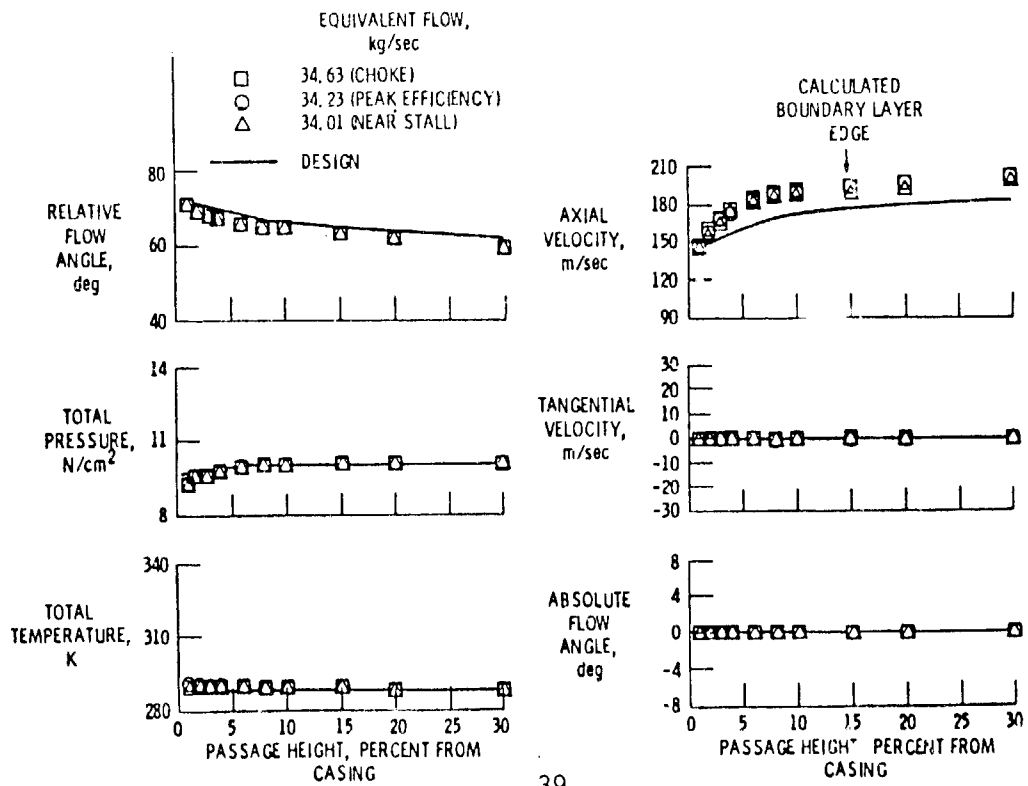 EQUIVALENT FLOW,
kg/sec
34.63 (CHOKE)
34.23 (PEAK EFFICIENCY)
34.01 (NEAR STALL)
DESIGN
80
60
40
RELATIVE
FLOW
ANGLE,
deg
CALCULATED
BOUNDARY LAYER
EDGE
210
180
150
120
90
AXIAL
VELOCITY,
m/sec
14
11
8
TOTAL
PRESSURE,
N/cm2
30
20
10
0
-10
-20
-30
TANGENTIAL
VELOCITY,
m/sec
340
310
280
TOTAL
TEMPERATURE,
K
0 5 10 15 20 25 30
PASSAGE HEIGHT, PERCENT FROM
CASING
8
4
0
-4
-8
ABSOLUTE
FLOW
ANGLE,
deg
0 5 10 15 20 25 30
PASSAGE HEIGHT PERCENT FROM
CASING
39